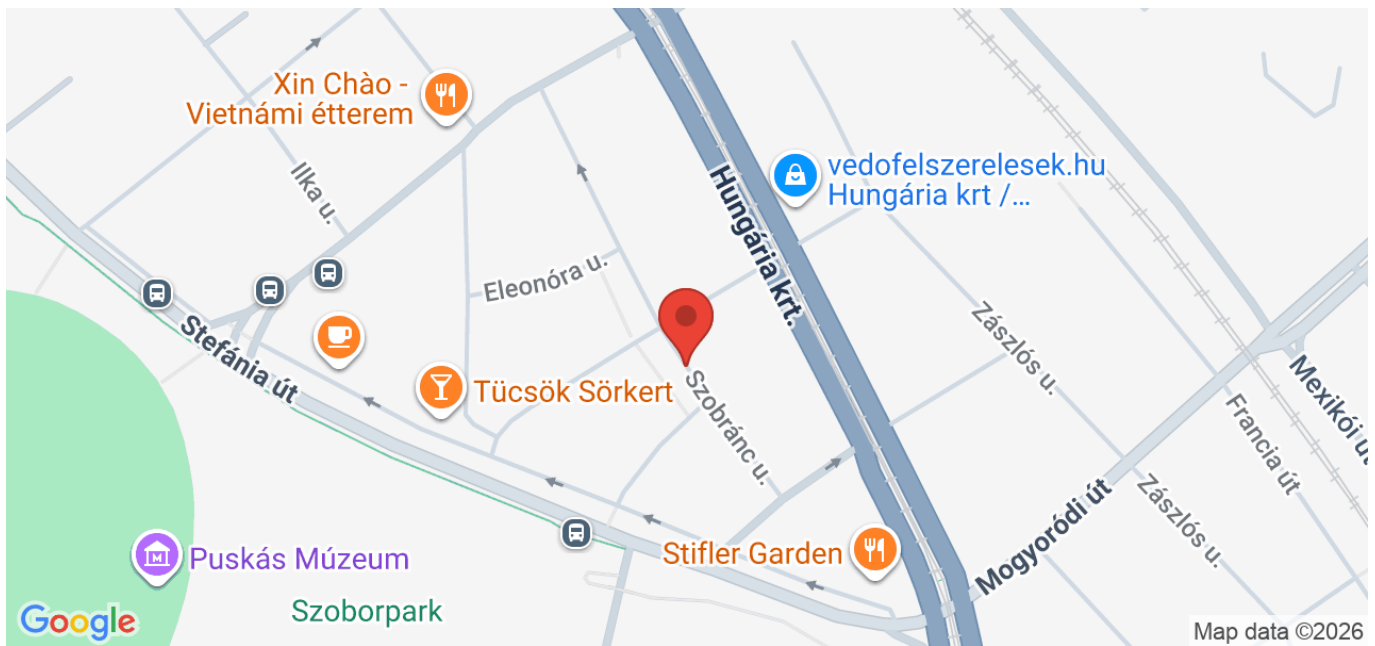 Xin Chào -
Vietnámi étterem
vedofelszerelesek.hu
Hungária krt /...
Ilka u.
Hungária krt.
Eleonóra u.
Stefánia út
Zászlós u.
Tücsök Sörkert
Szobránc u.
Mexikói út
Francia út
Zászlós u.
Mogyoródi út
Stifler Garden
Puskás Múzeum
Szoborpark
Google
Map data ©2026